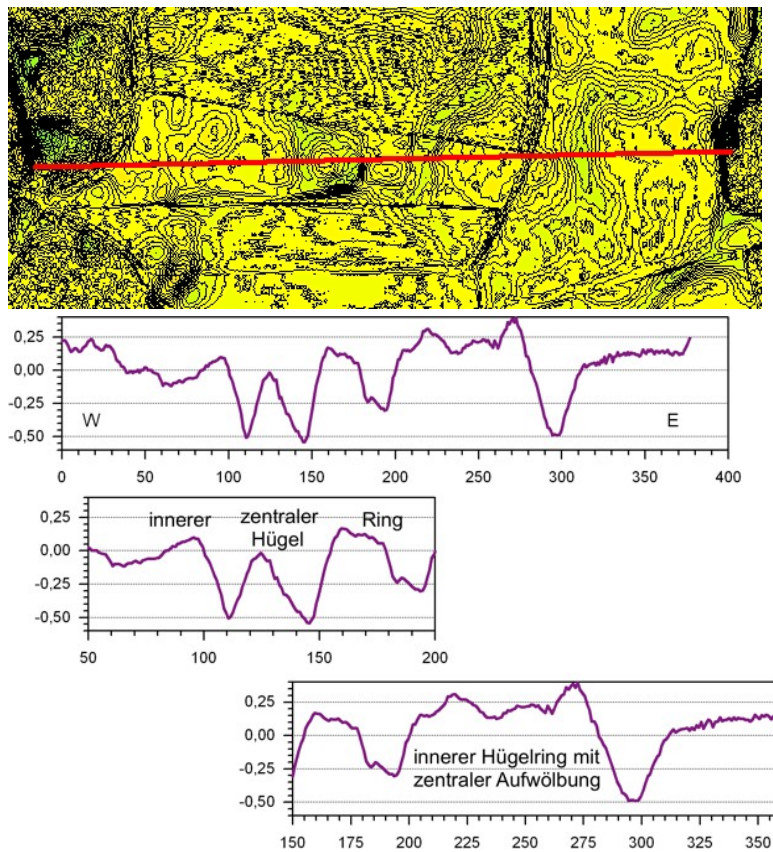 0,25
0,00
-0,25
-0,50
W
E
0 50 100 150 200 250 300 350 400
0,25
0,00
-0,25
-0,50
innerer
zentraler
Hügel
Ring
50 100 150 200
0,25
0,00
-0,25
-0,50
innerer Hügelring mit
zentraler Aufwölbung
150 175 200 225 250 275 300 325 350